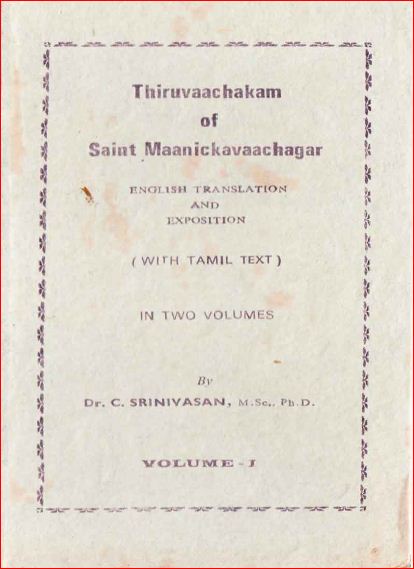 Thiruvaachakam
of
Saint Maanickavaachagar
ENGLISH TRANSLATION
AND
EXPOSITION
( WITH TAMIL TEXT )
IN TWO VOLUMES
By
Dr. C. SRINIVASAN, M.Sc., Ph.D.
VOLUME - I